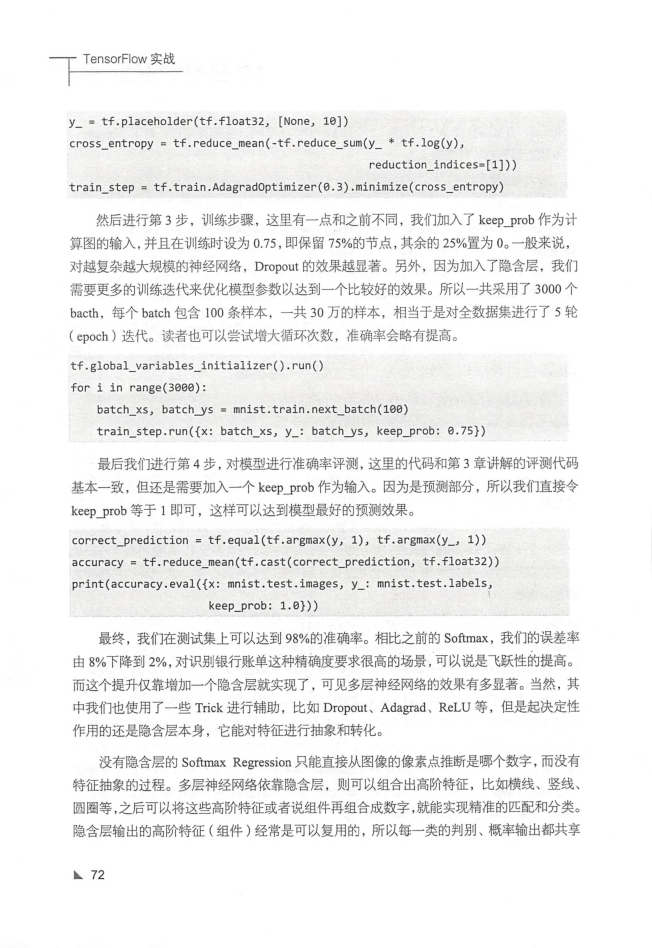 TensorFlow 实战
y_ = tf.placeholder(tf.float32, [None, 10])
cross_entropy = tf.reduce_mean(-tf.reduce_sum(y_ * tf.log(y),
reduction_indices=[1]))
train_step = tf.train.AdagradOptimizer(0.3).minimize(cross_entropy)
然后进行第 3 步，训练步骤，这里有一点和之前不同，我们加入了 keep_prob 作为计
算图的输入，并且在训练时设为 0.75，即保留 75%的节点，其余的 25%置为 0。一般来说，
对越复杂越大规模的神经网络，Dropout 的效果越显著。另外，因为加入了隐含层，我们
需要更多的训练迭代来优化模型参数以达到一个比较好的效果。所以一共采用了 3000 个
bacth，每个 batch 包含 100 条样本，一共 30 万的样本，相当于是对全数据集进行了 5 轮
（epoch）迭代。读者也可以尝试增大循环次数，准确率会略有提高。
tf.global_variables_initializer().run()
for i in range(3000):
batch_xs, batch_ys = mnist.train.next_batch(100)
train_step.run({x: batch_xs, y_: batch_ys, keep_prob: 0.75})
最后我们进行第 4 步，对模型进行准确率评测，这里的代码和第 3 章讲解的评测代码
基本一致，但还是需要加入一个 keep_prob 作为输入。因为是预测部分，所以我们直接令
keep_prob 等于 1 即可，这样可以达到模型最好的预测效果。
correct_prediction = tf.equal(tf.argmax(y, 1), tf.argmax(y_, 1))
accuracy = tf.reduce_mean(tf.cast(correct_prediction, tf.float32))
print(accuracy.eval({x: mnist.test.images, y_: mnist.test.labels,
keep_prob: 1.0}))
最终，我们在测试集上可以达到 98%的准确率。相比之前的 Softmax，我们的误差率
由 8%下降到 2%，对识别银行账单这种精确度要求很高的场景，可以说是飞跃性的提高。
而这个提升仅靠增加一个隐含层就实现了，可见多层神经网络的效果有多显著。当然，其
中我们也使用了一些 Trick 进行辅助，比如 Dropout、Adagrad、ReLU 等，但是起决定性
作用的还是隐含层本身，它能对特征进行抽象和转化。
没有隐含层的 Softmax Regression 只能直接从图像的像素点推断是哪个数字，而没有
特征抽象的过程。多层神经网络依靠隐含层，则可以组合出高阶特征，比如横线、竖线、
圆圈等，之后可以将这些高阶特征或者说组件再组合成数字，就能实现精准的匹配和分类。
隐含层输出的高阶特征（组件）经常是可以复用的，所以每一类的判别、概率输出都共享
72